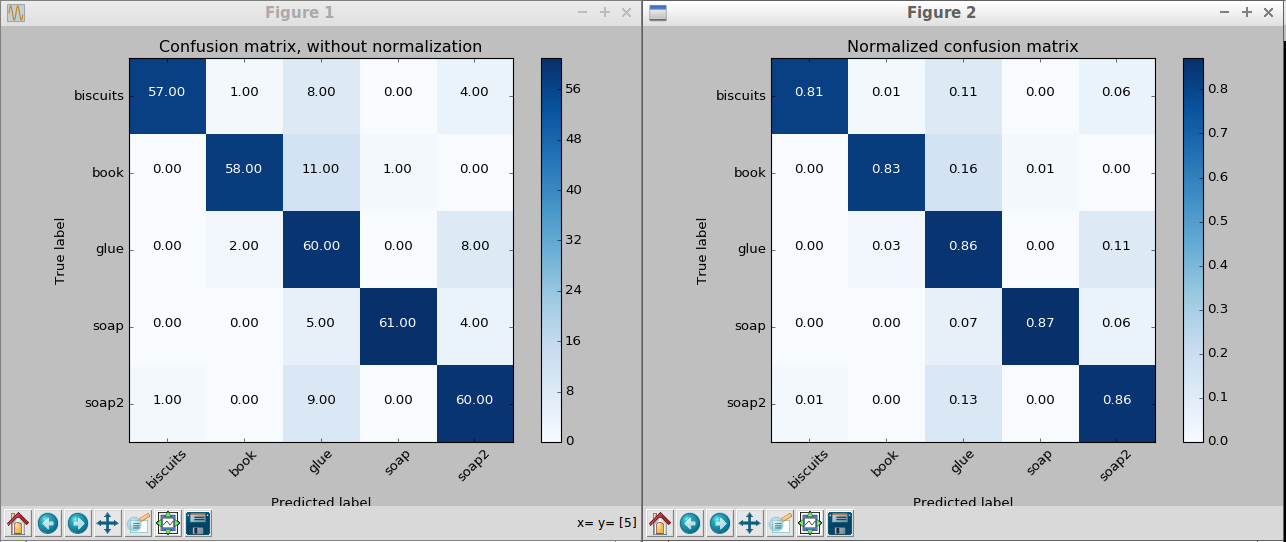 Figure 1
Confusion matrix, without normalization
biscuits 57.00 1.00 8.00 0.00 4.00
book 0.00 58.00 11.00 1.00 0.00
glue 0.00 2.00 60.00 0.00 8.00
soap 0.00 0.00 5.00 61.00 4.00
soap2 1.00 0.00 9.00 0.00 60.00
True label
biscuits book glue soap soap2
Predicted label
56
48
40
32
24
16
8
0
x= y= [5]
Figure 2
Normalized confusion matrix
biscuits 0.81 0.01 0.11 0.00 0.06
book 0.00 0.83 0.16 0.01 0.00
glue 0.00 0.03 0.86 0.00 0.11
soap 0.00 0.00 0.07 0.87 0.06
soap2 0.01 0.00 0.13 0.00 0.86
True label
biscuits book glue soap soap2
Predicted label
0.8
0.7
0.6
0.5
0.4
0.3
0.2
0.1
0.0